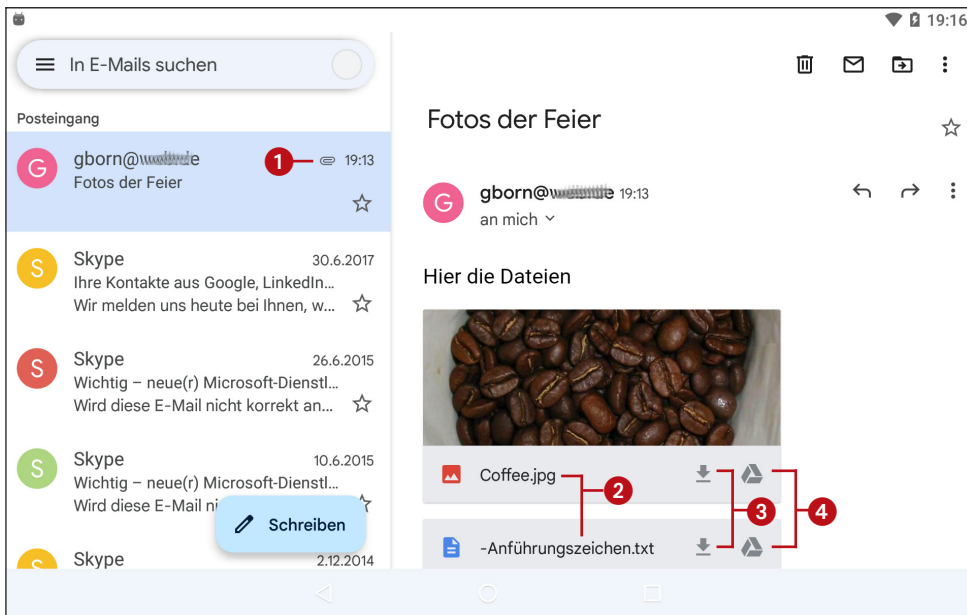 19:16
In E-Mails suchen
Posteingang
G
gborn@
1
19:13
Fotos der Feier
S
Skype
30.6.2017
Ihre Kontakte aus Google, LinkedIn...
Wir melden uns heute bei Ihnen, w...
S
Skype
26.6.2015
Wichtig – neue(r) Microsoft-Dienstl...
Wird diese E-Mail nicht korrekt an...
S
Skype
10.6.2015
Wichtig – neue(r) Microsoft-Dienstl...
Wird diese E-Mail ni
Schreiben
S
Skype
2.12.2014
Fotos der Feier
G
gborn@ 19:13
an mich
Hier die Dateien
Coffee.jpg
2
3
4
-Anführungszeichen.txt